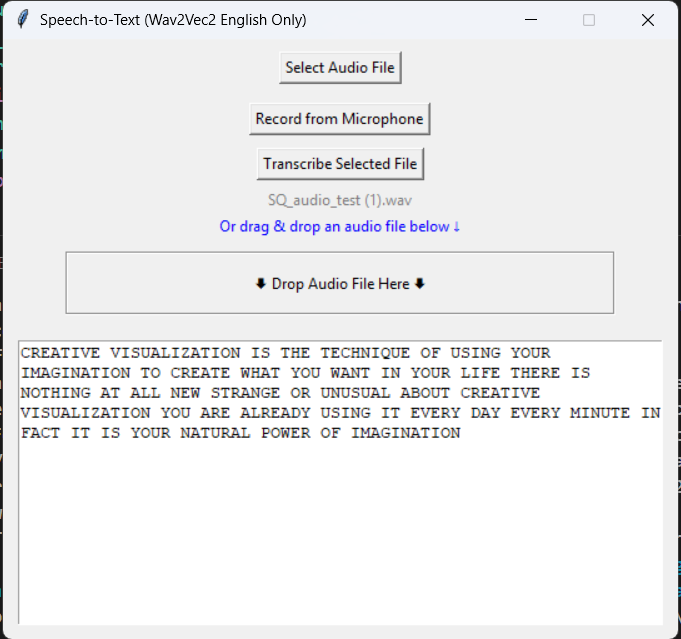 Speech-to-Text (Wav2Vec2 English Only)
Select Audio File
Record from Microphone
Transcribe Selected File
SQ_audio_test (1).wav
Or drag & drop an audio file below ↓
⬇ Drop Audio File Here ⬇
CREATIVE VISUALIZATION IS THE TECHNIQUE OF USING YOUR
IMAGINATION TO CREATE WHAT YOU WANT IN YOUR LIFE THERE IS
NOTHING AT ALL NEW STRANGE OR UNUSUAL ABOUT CREATIVE
VISUALIZATION YOU ARE ALREADY USING IT EVERY DAY EVERY MINUTE IN
FACT IT IS YOUR NATURAL POWER OF IMAGINATION